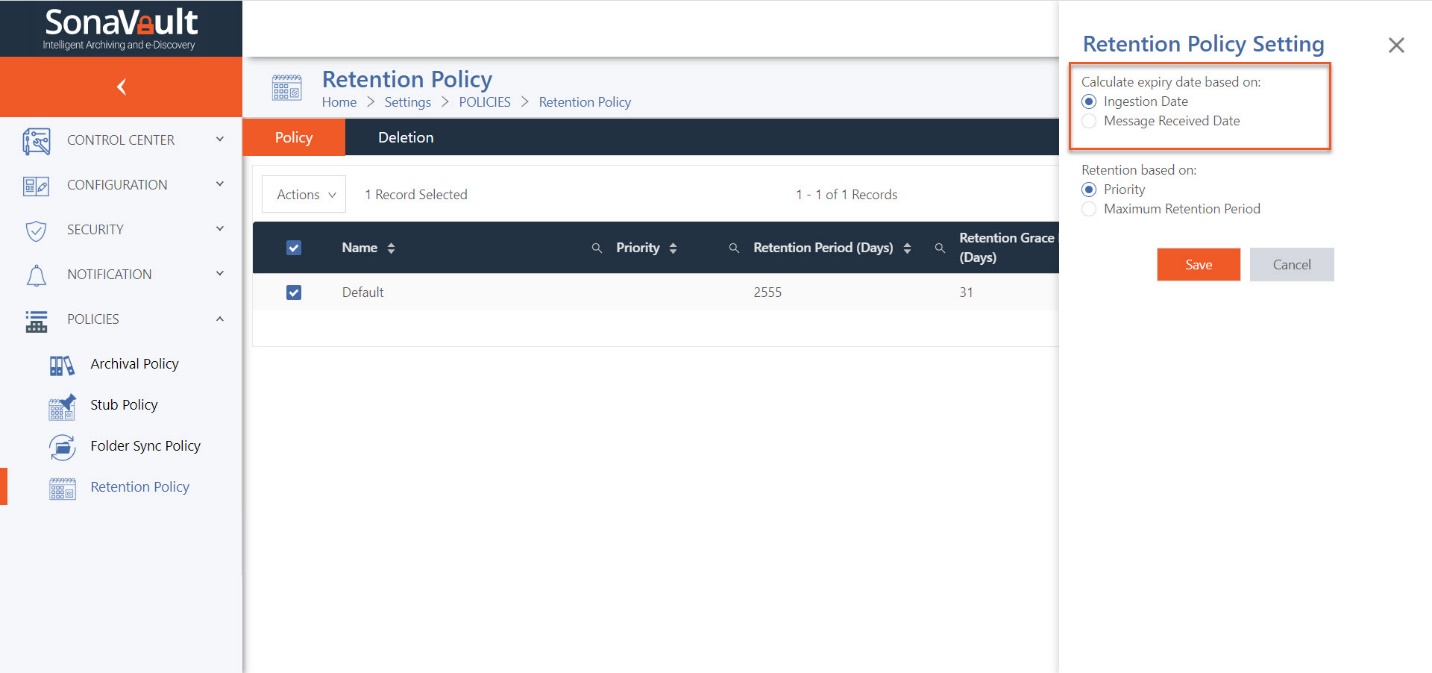 SonaVault
Intelligent Archiving and e-Discovery
CONTROL CENTER
CONFIGURATION
SECURITY
NOTIFICATION
POLICIES
Archival Policy
Stub Policy
Folder Sync Policy
Retention Policy
Retention Policy
Home > Settings > POLICIES > Retention Policy
Policy Deletion
Actions 1 Record Selected 1 - 1 of 1 Records
Name Priority Retention Period (Days) Retention Grace
(Days)
Default 2555 31
Retention Policy Setting
Calculate expiry date based on:
Ingestion Date
Message Received Date
Retention based on:
Priority
Maximum Retention Period
Save Cancel